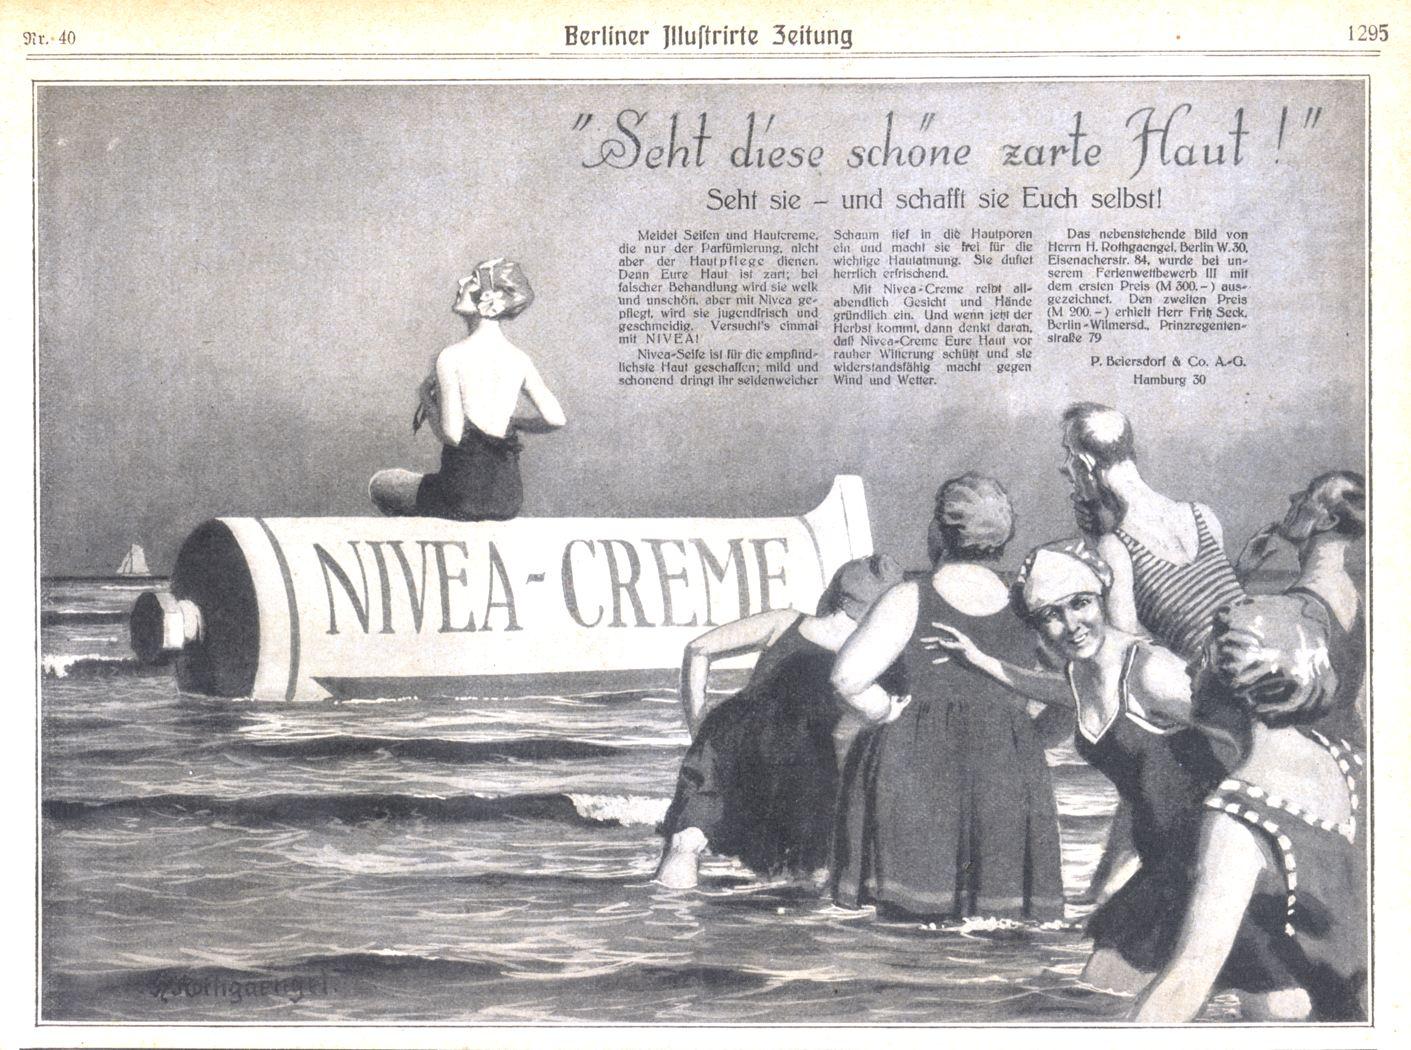 Nr. 40
Berliner Illustrirte Zeitung
1295
"Seht diese schöne zarte Haut!"
Seht sie – und schafft sie Euch selbst!
Meidet Seifen und Hautcreme,
die nur der Parfümierung, nicht
aber der Hautpflege dienen.
Denn Eure Haut ist zart; bei
falscher Behandlung wird sie welk
und unschön, aber mit Nivea ge-
pflegt, wird sie jugendfrisch und
geschmeidig. Versucht's einmal
mit NIVEA!
Nivea-Seife ist für die empfind-
lichste Haut geschaffen; mild und
schonend dringt ihr seidenweicher
Schaum tief in die Hautporen
ein und macht sie frei für die
wichtige Hautatmung. Sie duftet
herrlich erfrischend.
Mit Nivea-Creme reibt all-
abendlich Gesicht und Hände
gründlich ein. Und wenn jetzt der
Herbst kommt, dann denkt daran,
daß Nivea-Creme Eure Haut vor
rauher Witterung schützt und sie
widerstandsfähig macht gegen
Wind und Wetter.
Das nebenstehende Bild von
Herrn H. Rothgaengel, Berlin W.30,
Eisenacherstr. 84, wurde bei un-
serem Ferienwettbewerb III mit
dem ersten Preis (M 300.-) aus-
gezeichnet. Den zweiten Preis
(M 200.-) erhielt Herr Fritz Seck,
Berlin-Wilmersd., Prinzregenten-
straße 79
P. Beiersdorf & Co. A.-G.
Hamburg 30
NIVEA-CREME
H. Rothgaengel.